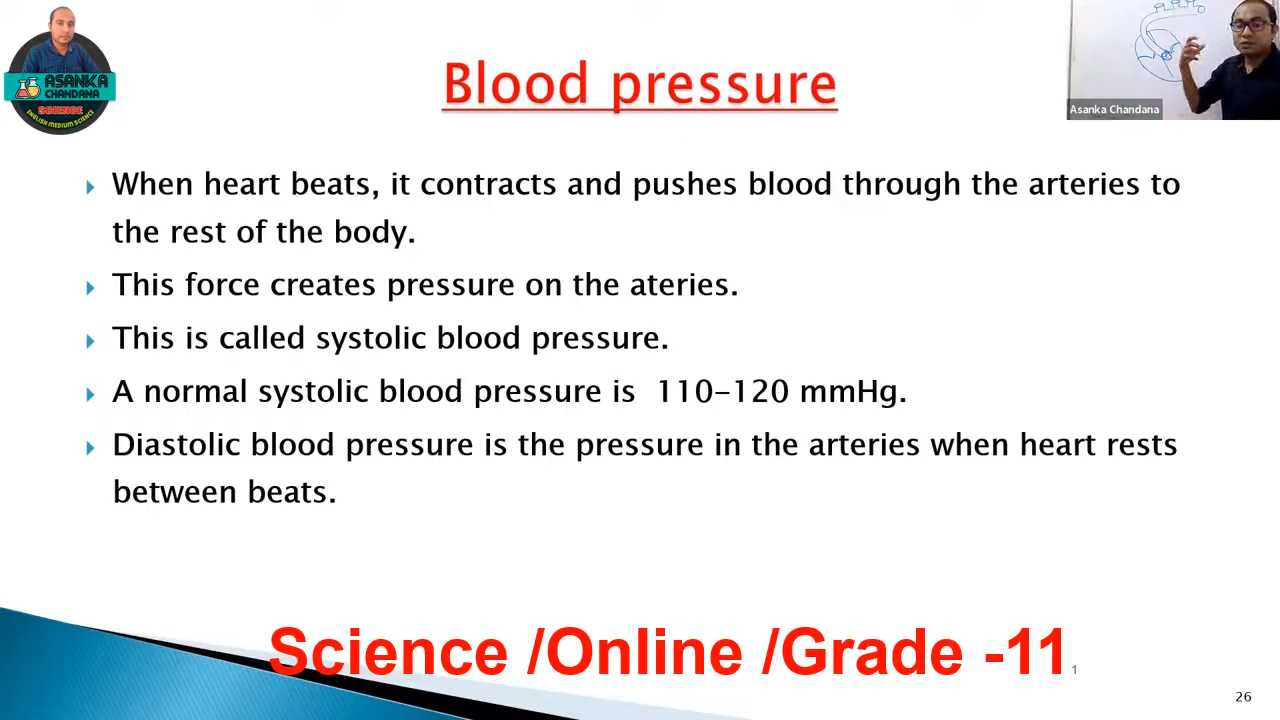 ASANKA
CHANDANA
SCIENCE
ENGLISH MEDIUM SCIENCE
Blood pressure
Asanka Chandana
When heart beats, it contracts and pushes blood through the arteries to
the rest of the body.
This force creates pressure on the ateries.
This is called systolic blood pressure.
A normal systolic blood pressure is 110-120 mmHg.
Diastolic blood pressure is the pressure in the arteries when heart rests
between beats.
Science /Online /Grade -11
1
26